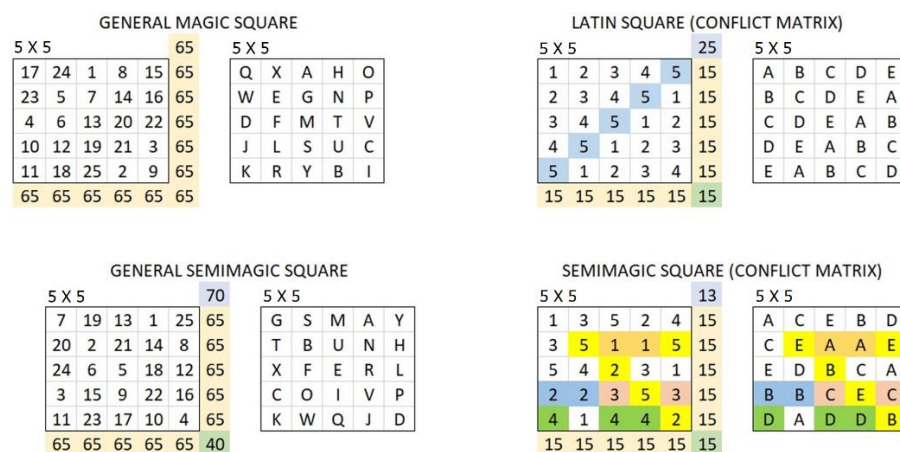 GENERAL MAGIC SQUARE
5 X 5 65 5 X 5
17 24 1 8 15 65 Q X A H O
23 5 7 14 16 65 W E G N P
4 6 13 20 22 65 D F M T V
10 12 19 21 3 65 J L S U C
11 18 25 2 9 65 K R Y B I
65 65 65 65 65 65
LATIN SQUARE (CONFLICT MATRIX)
5 X 5 25 5 X 5
1 2 3 4 5 15 A B C D E
2 3 4 5 1 15 B C D E A
3 4 5 1 2 15 C D E A B
4 5 1 2 3 15 D E A B C
5 1 2 3 4 15 E A B C D
15 15 15 15 15 15
GENERAL SEMIMAGIC SQUARE
5 X 5 70 5 X 5
7 19 13 1 25 65 G S M A Y
20 2 21 14 8 65 T B U N H
24 6 5 18 12 65 X F E R L
3 15 9 22 16 65 C O I V P
11 23 17 10 4 65 K W Q J D
65 65 65 65 65 40
SEMIMAGIC SQUARE (CONFLICT MATRIX)
5 X 5 13 5 X 5
1 3 5 2 4 15 A C E B D
3 5 1 1 5 15 C E A A E
5 4 2 3 1 15 E D B C A
2 2 3 5 3 15 B B C E C
4 1 4 4 2 15 D A D D B
15 15 15 15 15 15